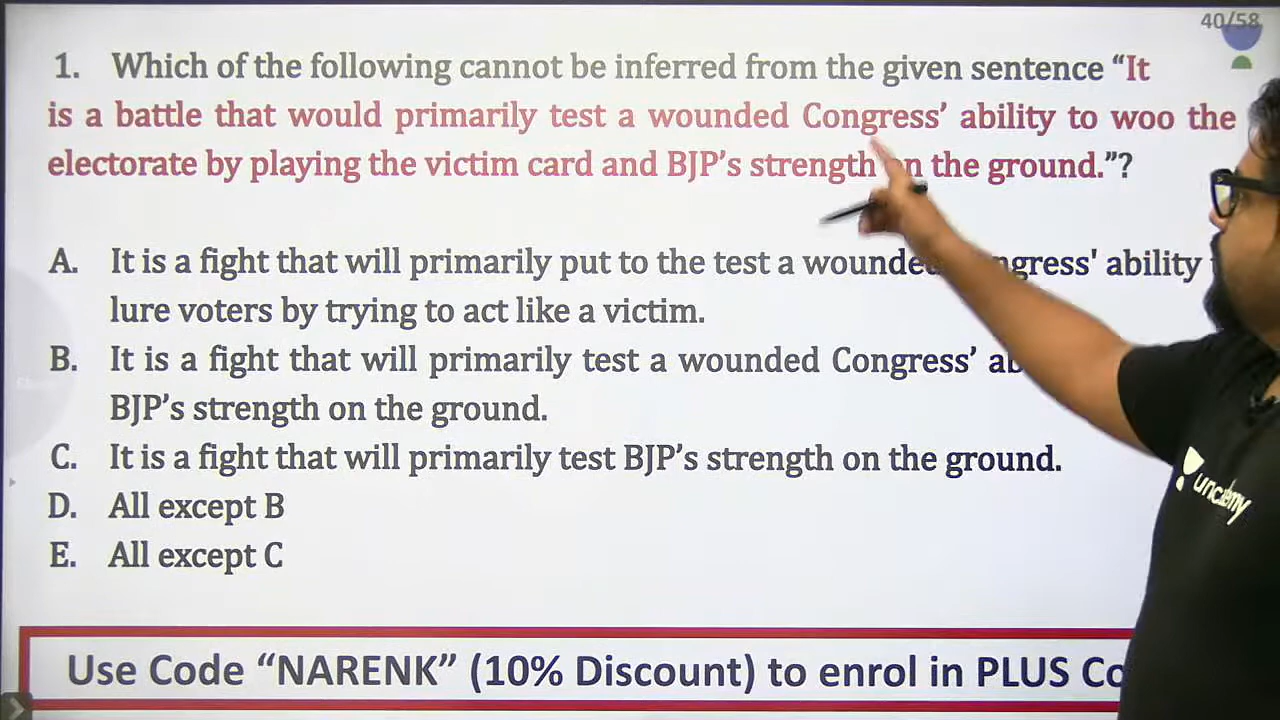 40/58
1. Which of the following cannot be inferred from the given sentence “It
is a battle that would primarily test a wounded Congress’ ability to woo the
electorate by playing the victim card and BJP’s strength on the ground.”?
A. It is a fight that will primarily put to the test a wounded Congress' ability
lure voters by trying to act like a victim.
B. It is a fight that will primarily test a wounded Congress’
BJP’s strength on the ground.
C. It is a fight that will primarily test BJP’s strength on the ground.
D. All except B
E. All except C
unacademy
Use Code “NARENK” (10% Discount) to enrol in PLUS